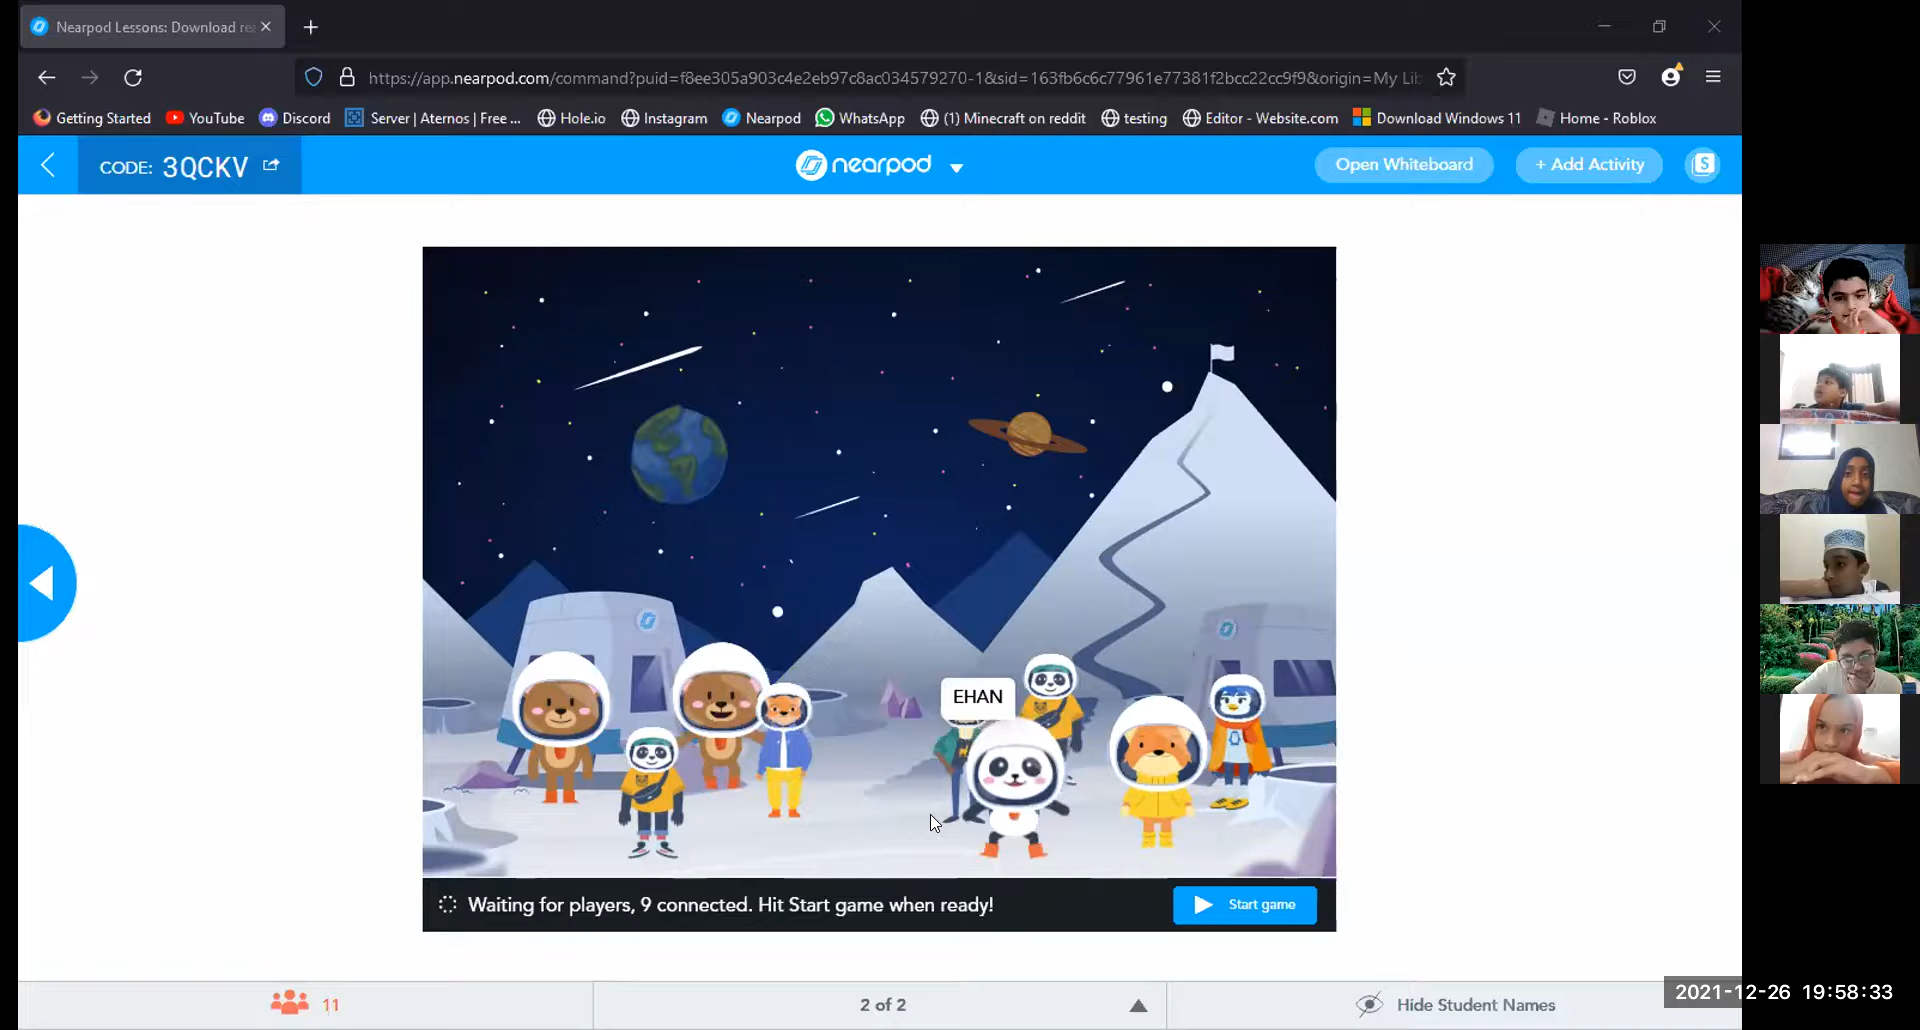 Nearpod Lessons: Download re
https://app.nearpod.com/command?puid=f8ee305a903c4e2eb97c8ac034579270-1&sid=163fb6c6c77961e77381f2bcc22cc9f9&origin=My Lib
Getting Started YouTube Discord Server | Aternos | Free ... Hole.io Instagram Nearpod WhatsApp (1) Minecraft on reddit testing Editor - Website.com Download Windows 11 Home - Roblox
CODE: 3QCKV nearpod Open Whiteboard + Add Activity S
EHAN
Waiting for players, 9 connected. Hit Start game when ready! Start game
11 2 of 2 Hide Student Names
2021-12-26 19:58:33